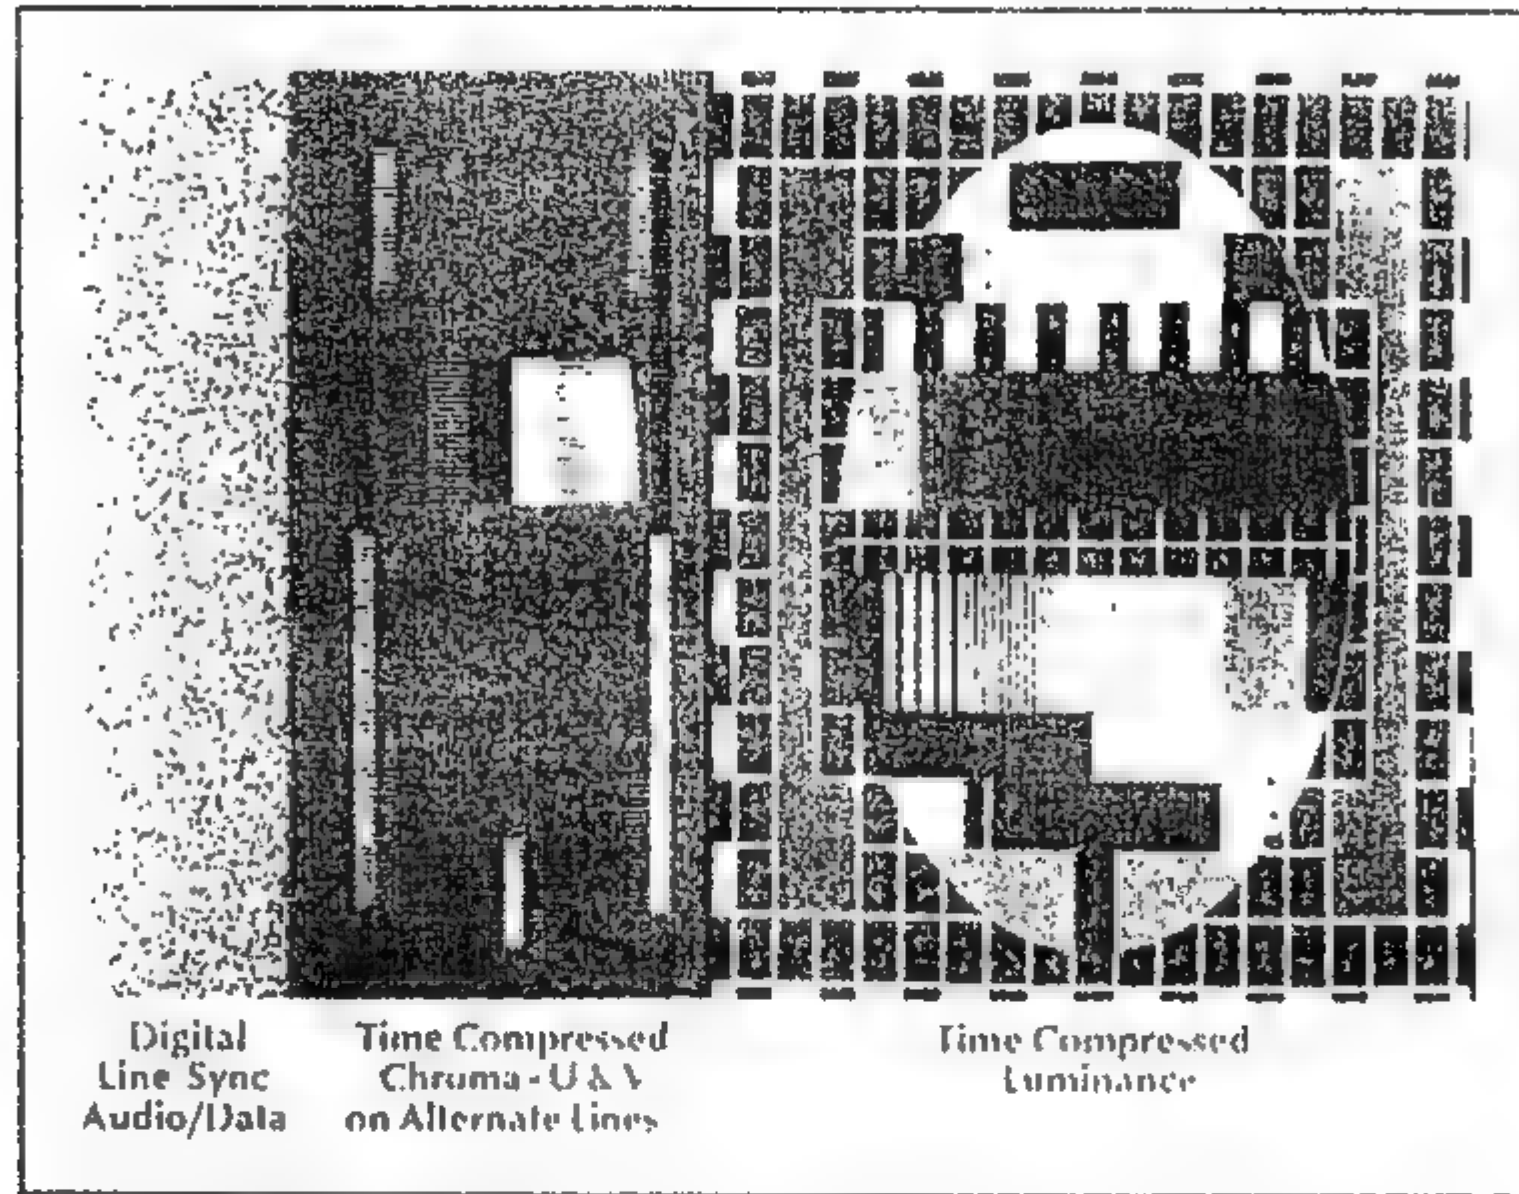 Digital
Line Sync
Audio/Data
Time Compressed
Chroma - U & V
on Alternate Lines
Time Compressed
Luminance